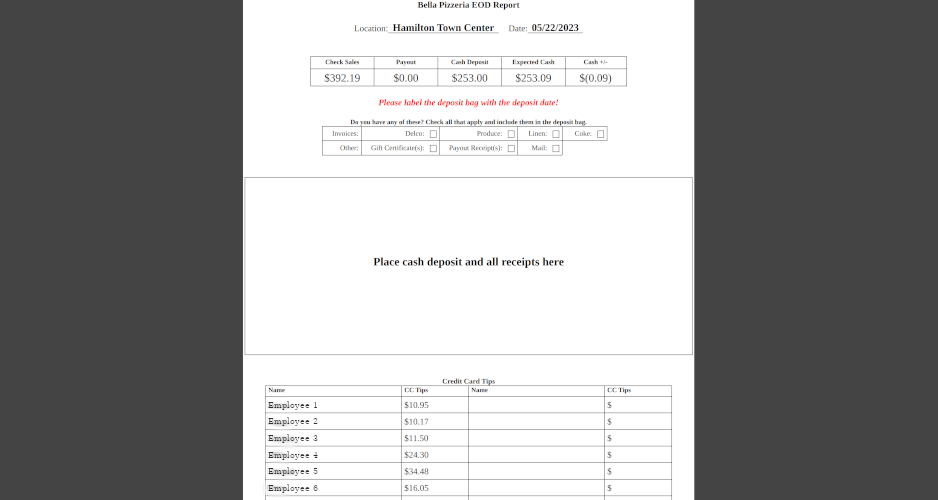 Bella Pizzeria EOD Report
Location: Hamilton Town Center Date: 05/22/2023
Check Sales Payout Cash Deposit Expected Cash Cash +/-
$392.19 $0.00 $253.00 $253.09 $(0.09)
Please label the deposit bag with the deposit date!
Do you have any of these? Check all that apply and include them in the deposit bag.
Invoices: Delco: Produce: Linen: Coke:
Other: Gift Certificate(s): Payout Receipt(s): Mail:
Place cash deposit and all receipts here
Credit Card Tips
Name CC Tips Name CC Tips
Employee 1 $10.95 $
Employee 2 $10.17 $
Employee 3 $11.50 $
Employee 4 $24.30 $
Employee 5 $34.48 $
Employee 6 $16.05 $